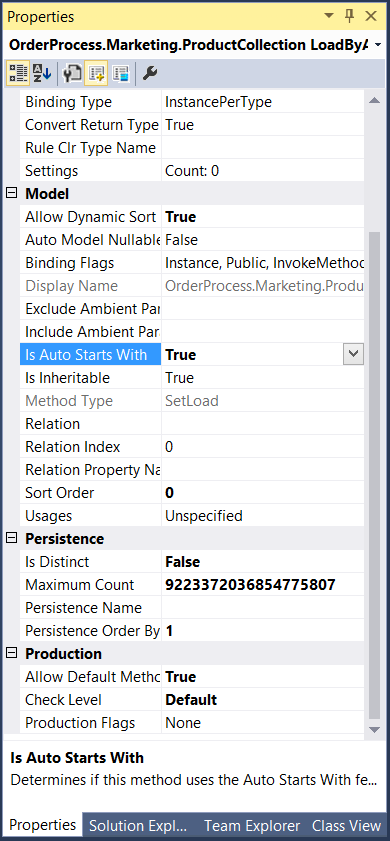 Properties
OrderProcess.Marketing.ProductCollection LoadByA
Binding Type InstancePerType
Convert Return Type True
Rule Clr Type Name
Settings Count: 0
Model
Allow Dynamic Sort True
Auto Model Nullable False
Binding Flags Instance, Public, InvokeMethod
Display Name OrderProcess.Marketing.Produ
Exclude Ambient Par
Include Ambient Par
Is Auto Starts With True
Is Inheritable True
Method Type SetLoad
Relation
Relation Index 0
Relation Property Na
Sort Order 0
Usages Unspecified
Persistence
Is Distinct False
Maximum Count 9223372036854775807
Persistence Name
Persistence Order By 1
Production
Allow Default Metho True
Check Level Default
Production Flags None
Is Auto Starts With
Determines if this method uses the Auto Starts With fe...
Properties Solution Expl... Team Explorer Class View